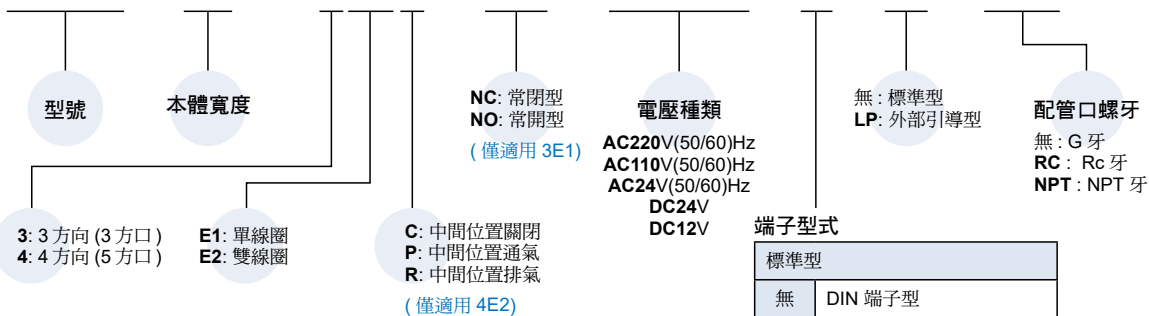 型號
本體寬度
NC: 常閉型
NO: 常開型
( 僅適用 3E1)
電壓種類
AC220V(50/60)Hz
AC110V(50/60)Hz
AC24V(50/60)Hz
DC24V
DC12V
無 : 標準型
LP: 外部引導型
配管口螺牙
無 : G 牙
RC : Rc 牙
NPT : NPT 牙
3: 3 方向 (3 方口 )
4: 4 方向 (5 方口 )
E1: 單線圈
E2: 雙線圈
C: 中間位置關閉
P: 中間位置通氣
R: 中間位置排氣
( 僅適用 4E2)
端子型式
標準型
無 DIN 端子型